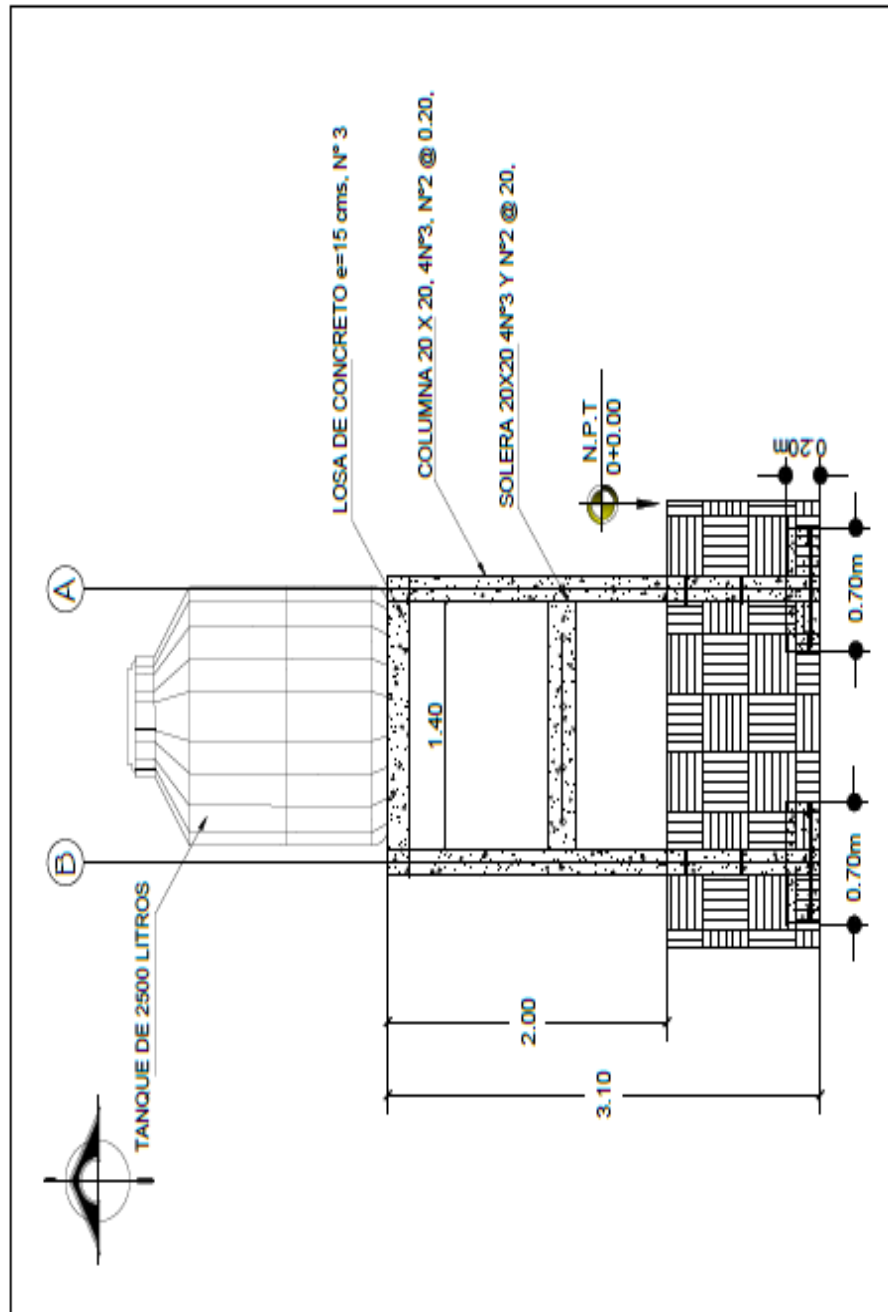 A
B
TANQUE DE 2500 LITROS
LOSA DE CONCRETO e=15 cms, N° 3
COLUMNA 20 X 20, 4N°3, N°2 @ 0.20,
SOLERA 20X20 4N°3 Y N°2 @ 20,
1.40
N.P.T
0+0.00
2.00
3.10
0.20m
0.70m
0.70m